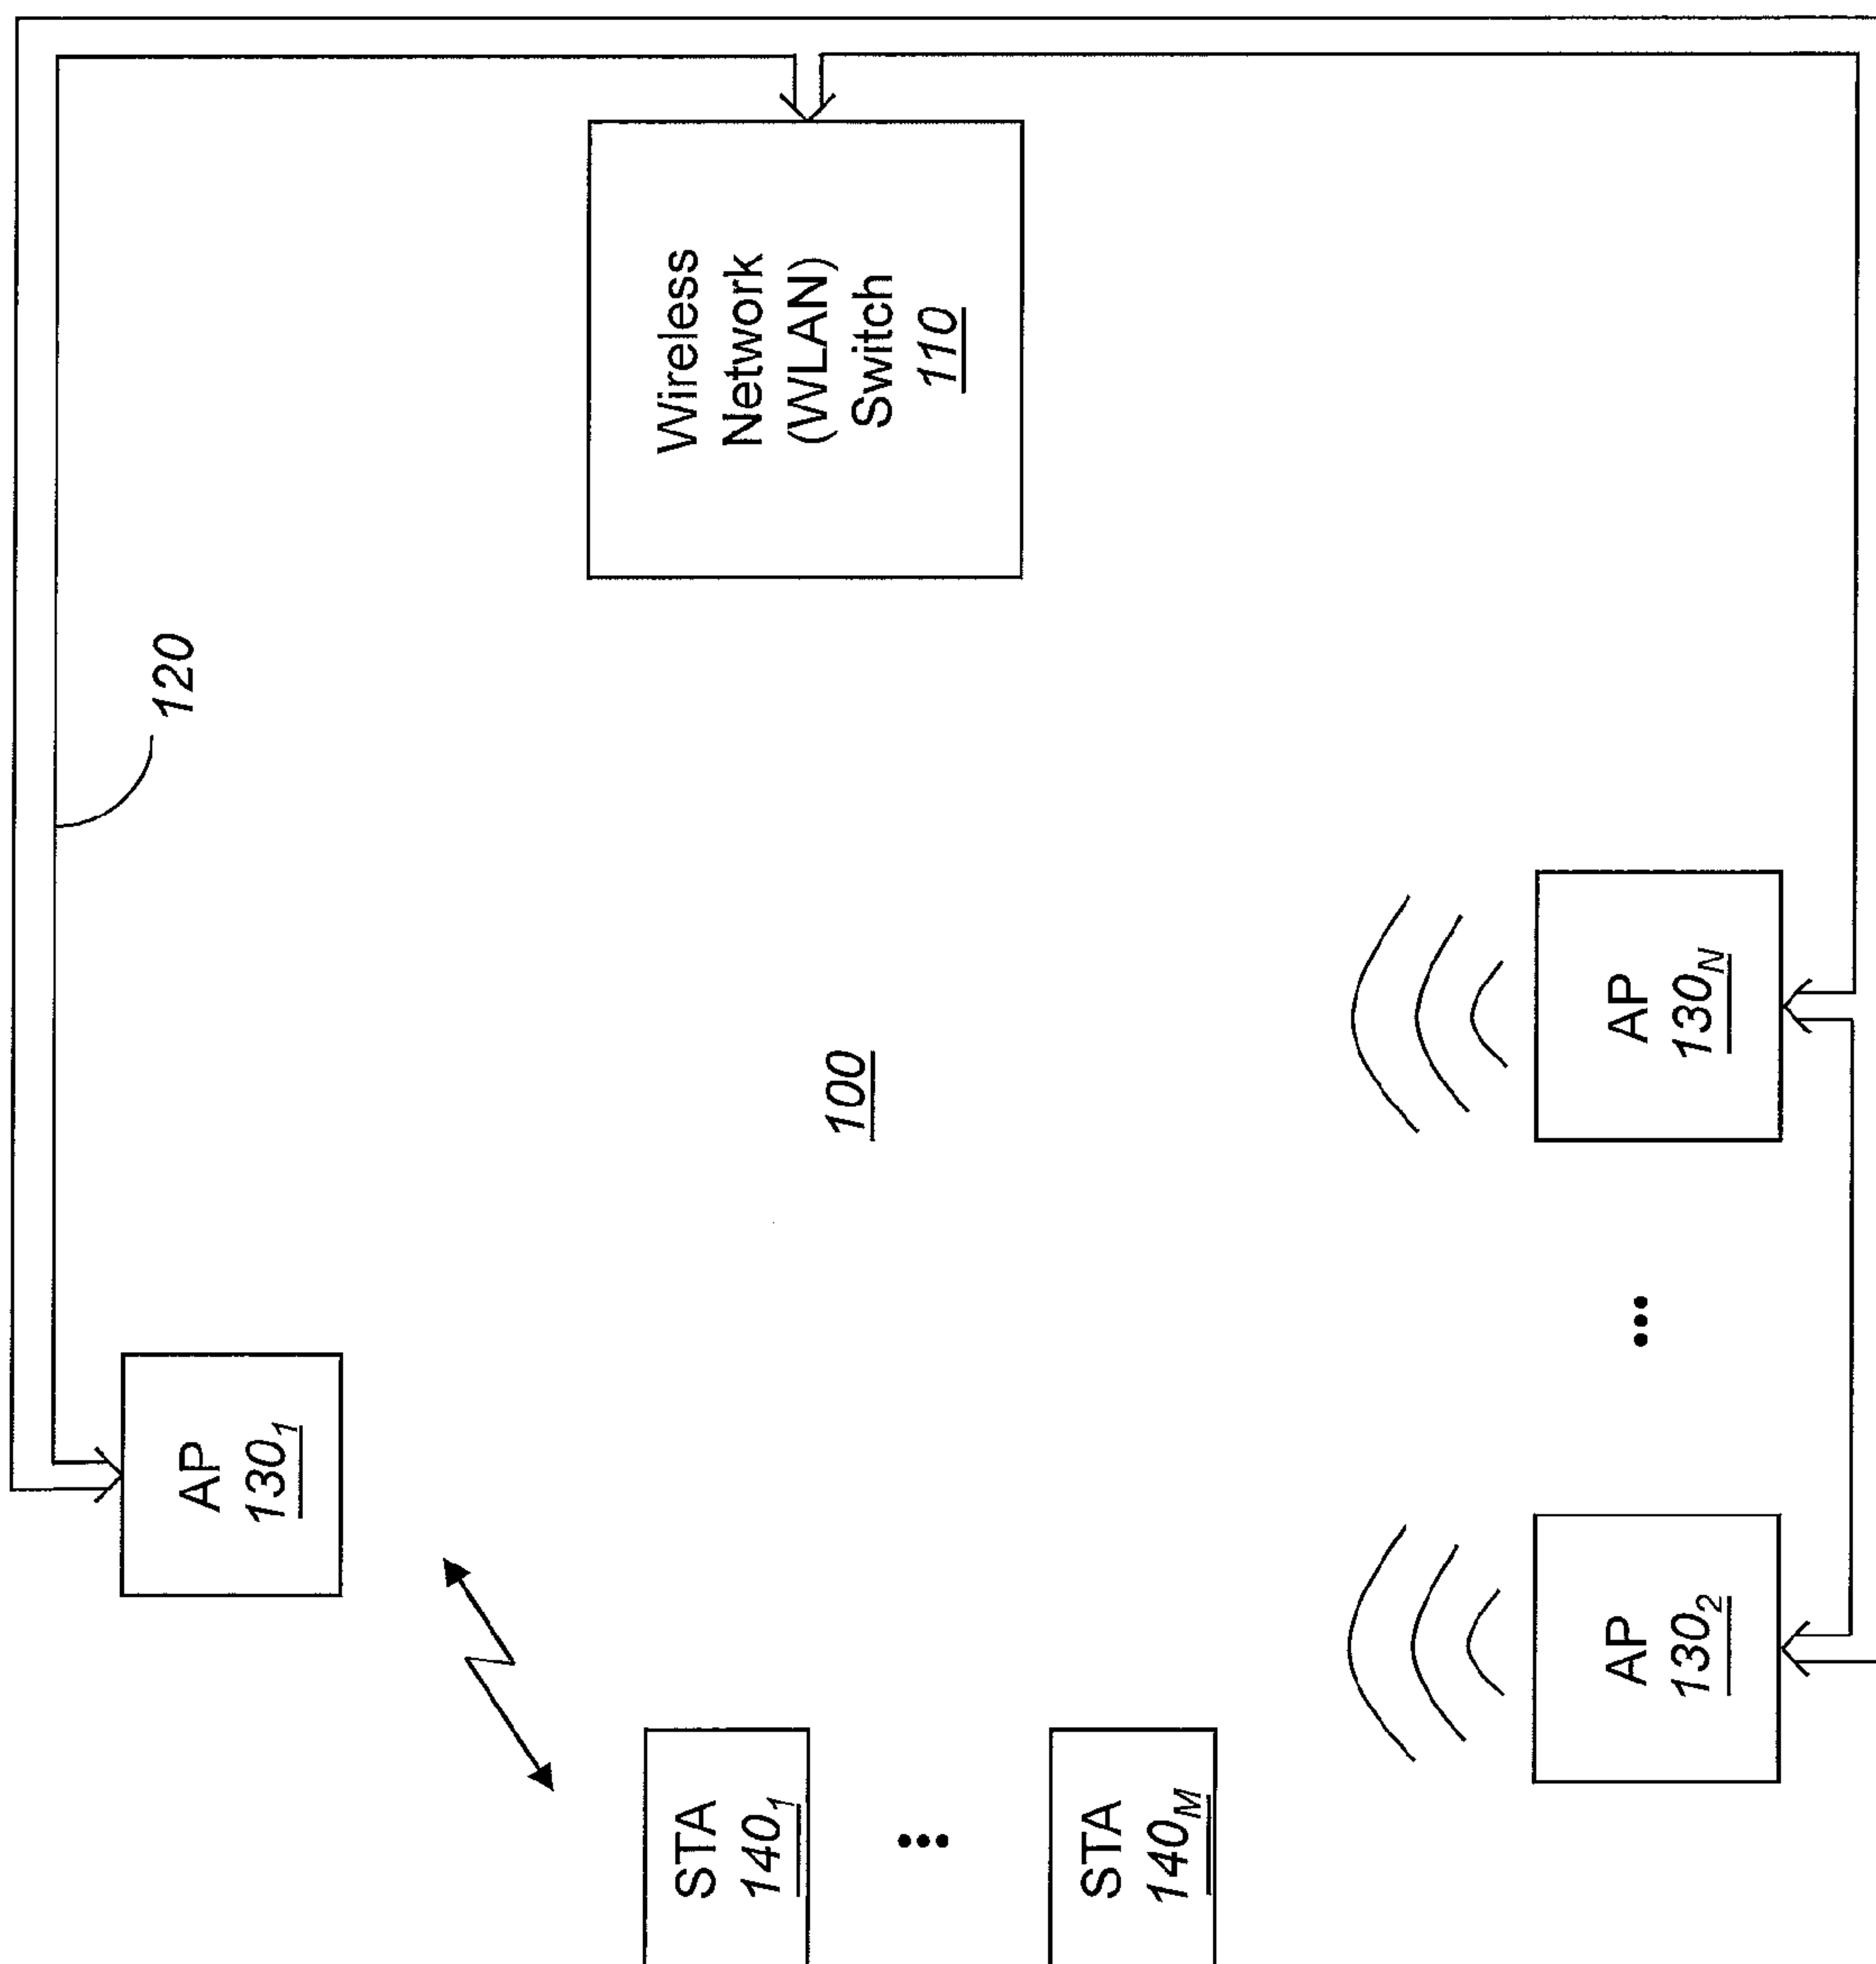 120
Wireless
Network
(WLAN)
Switch
110
AP
130₁
100
STA
140₁
...
STA
140M
AP
130₂
...
AP
130N